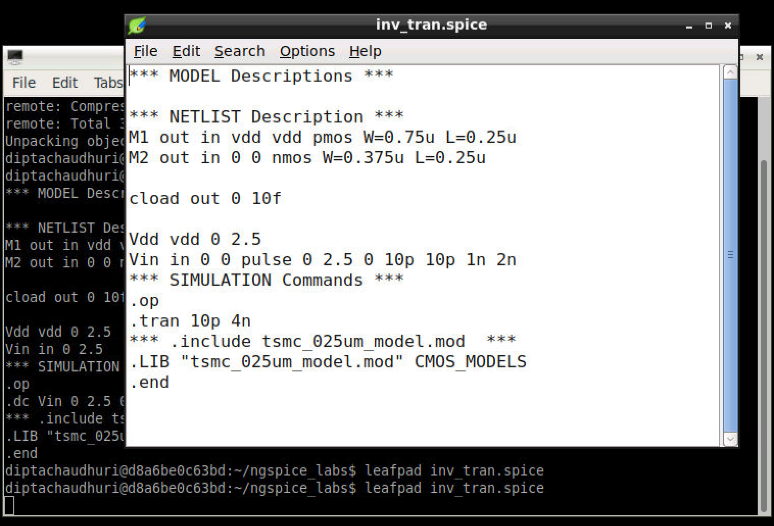 inv_tran.spice
File Edit Search Options Help
*** MODEL Descriptions ***
*** NETLIST Description ***
M1 out in vdd vdd pmos W=0.75u L=0.25u
M2 out in 0 0 nmos W=0.375u L=0.25u
cload out 0 10f
Vdd vdd 0 2.5
Vin in 0 0 pulse 0 2.5 0 10p 10p 1n 2n
*** SIMULATION Commands ***
.op
.tran 10p 4n
*** .include tsmc_025um_model.mod  ***
.LIB "tsmc_025um_model.mod" CMOS_MODELS
.end
File Edit Tabs
remote: Compres
remote: Total 3
Unpacking objec
diptachaudhuri@
diptachaudhuri@
*** MODEL Descr
*** NETLIST Des
M1 out in vdd v
M2 out in 0 0 n
cload out 0 10f
Vdd vdd 0 2.5
Vin in 0 2.5
*** SIMULATION
.op
.dc Vin 0 2.5 0
*** .include ts
.LIB "tsmc_025u
.end
diptachaudhuri@d8a6be0c63bd:~/ngspice_labs$ leafpad inv_tran.spice
diptachaudhuri@d8a6be0c63bd:~/ngspice_labs$ leafpad inv_tran.spice